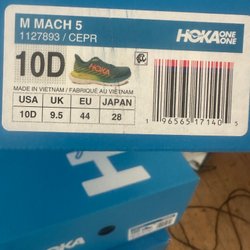 M MACH 5
1127893 / CEPR
HOKA ONE ONE
10D
HOKA
MADE IN VIETNAM / FABRIQUÉ AU VIETNAM
USA UK EU JAPAN
10D 9.5 44 28
1 96565 17140 5
H